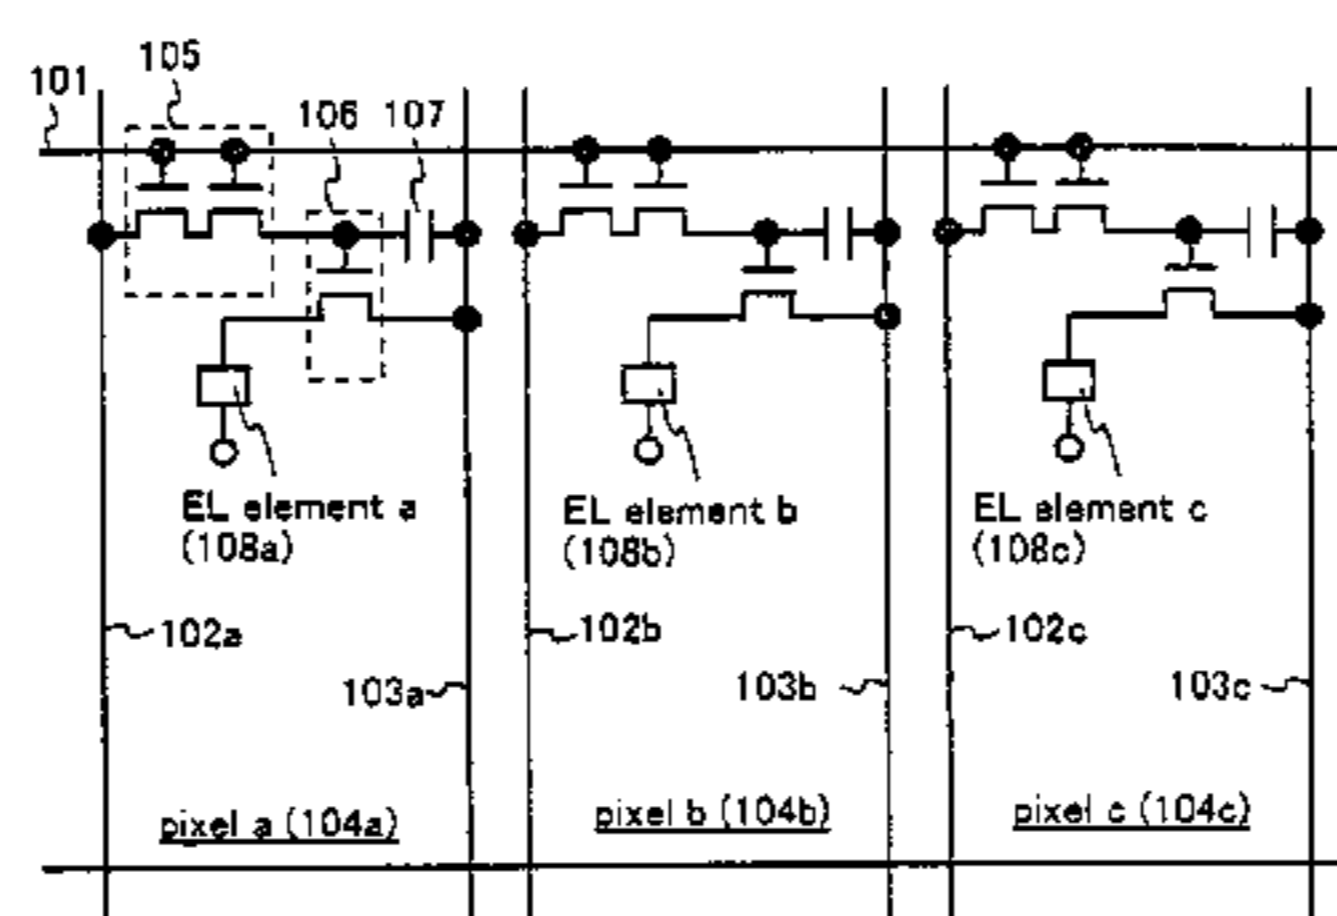 101
105
106
107
EL element a
(108a)
EL element b
(108b)
EL element c
(108c)
102a
102b
102c
103a
103b
103c
pixel a (104a)
pixel b (104b)
pixel c (104c)